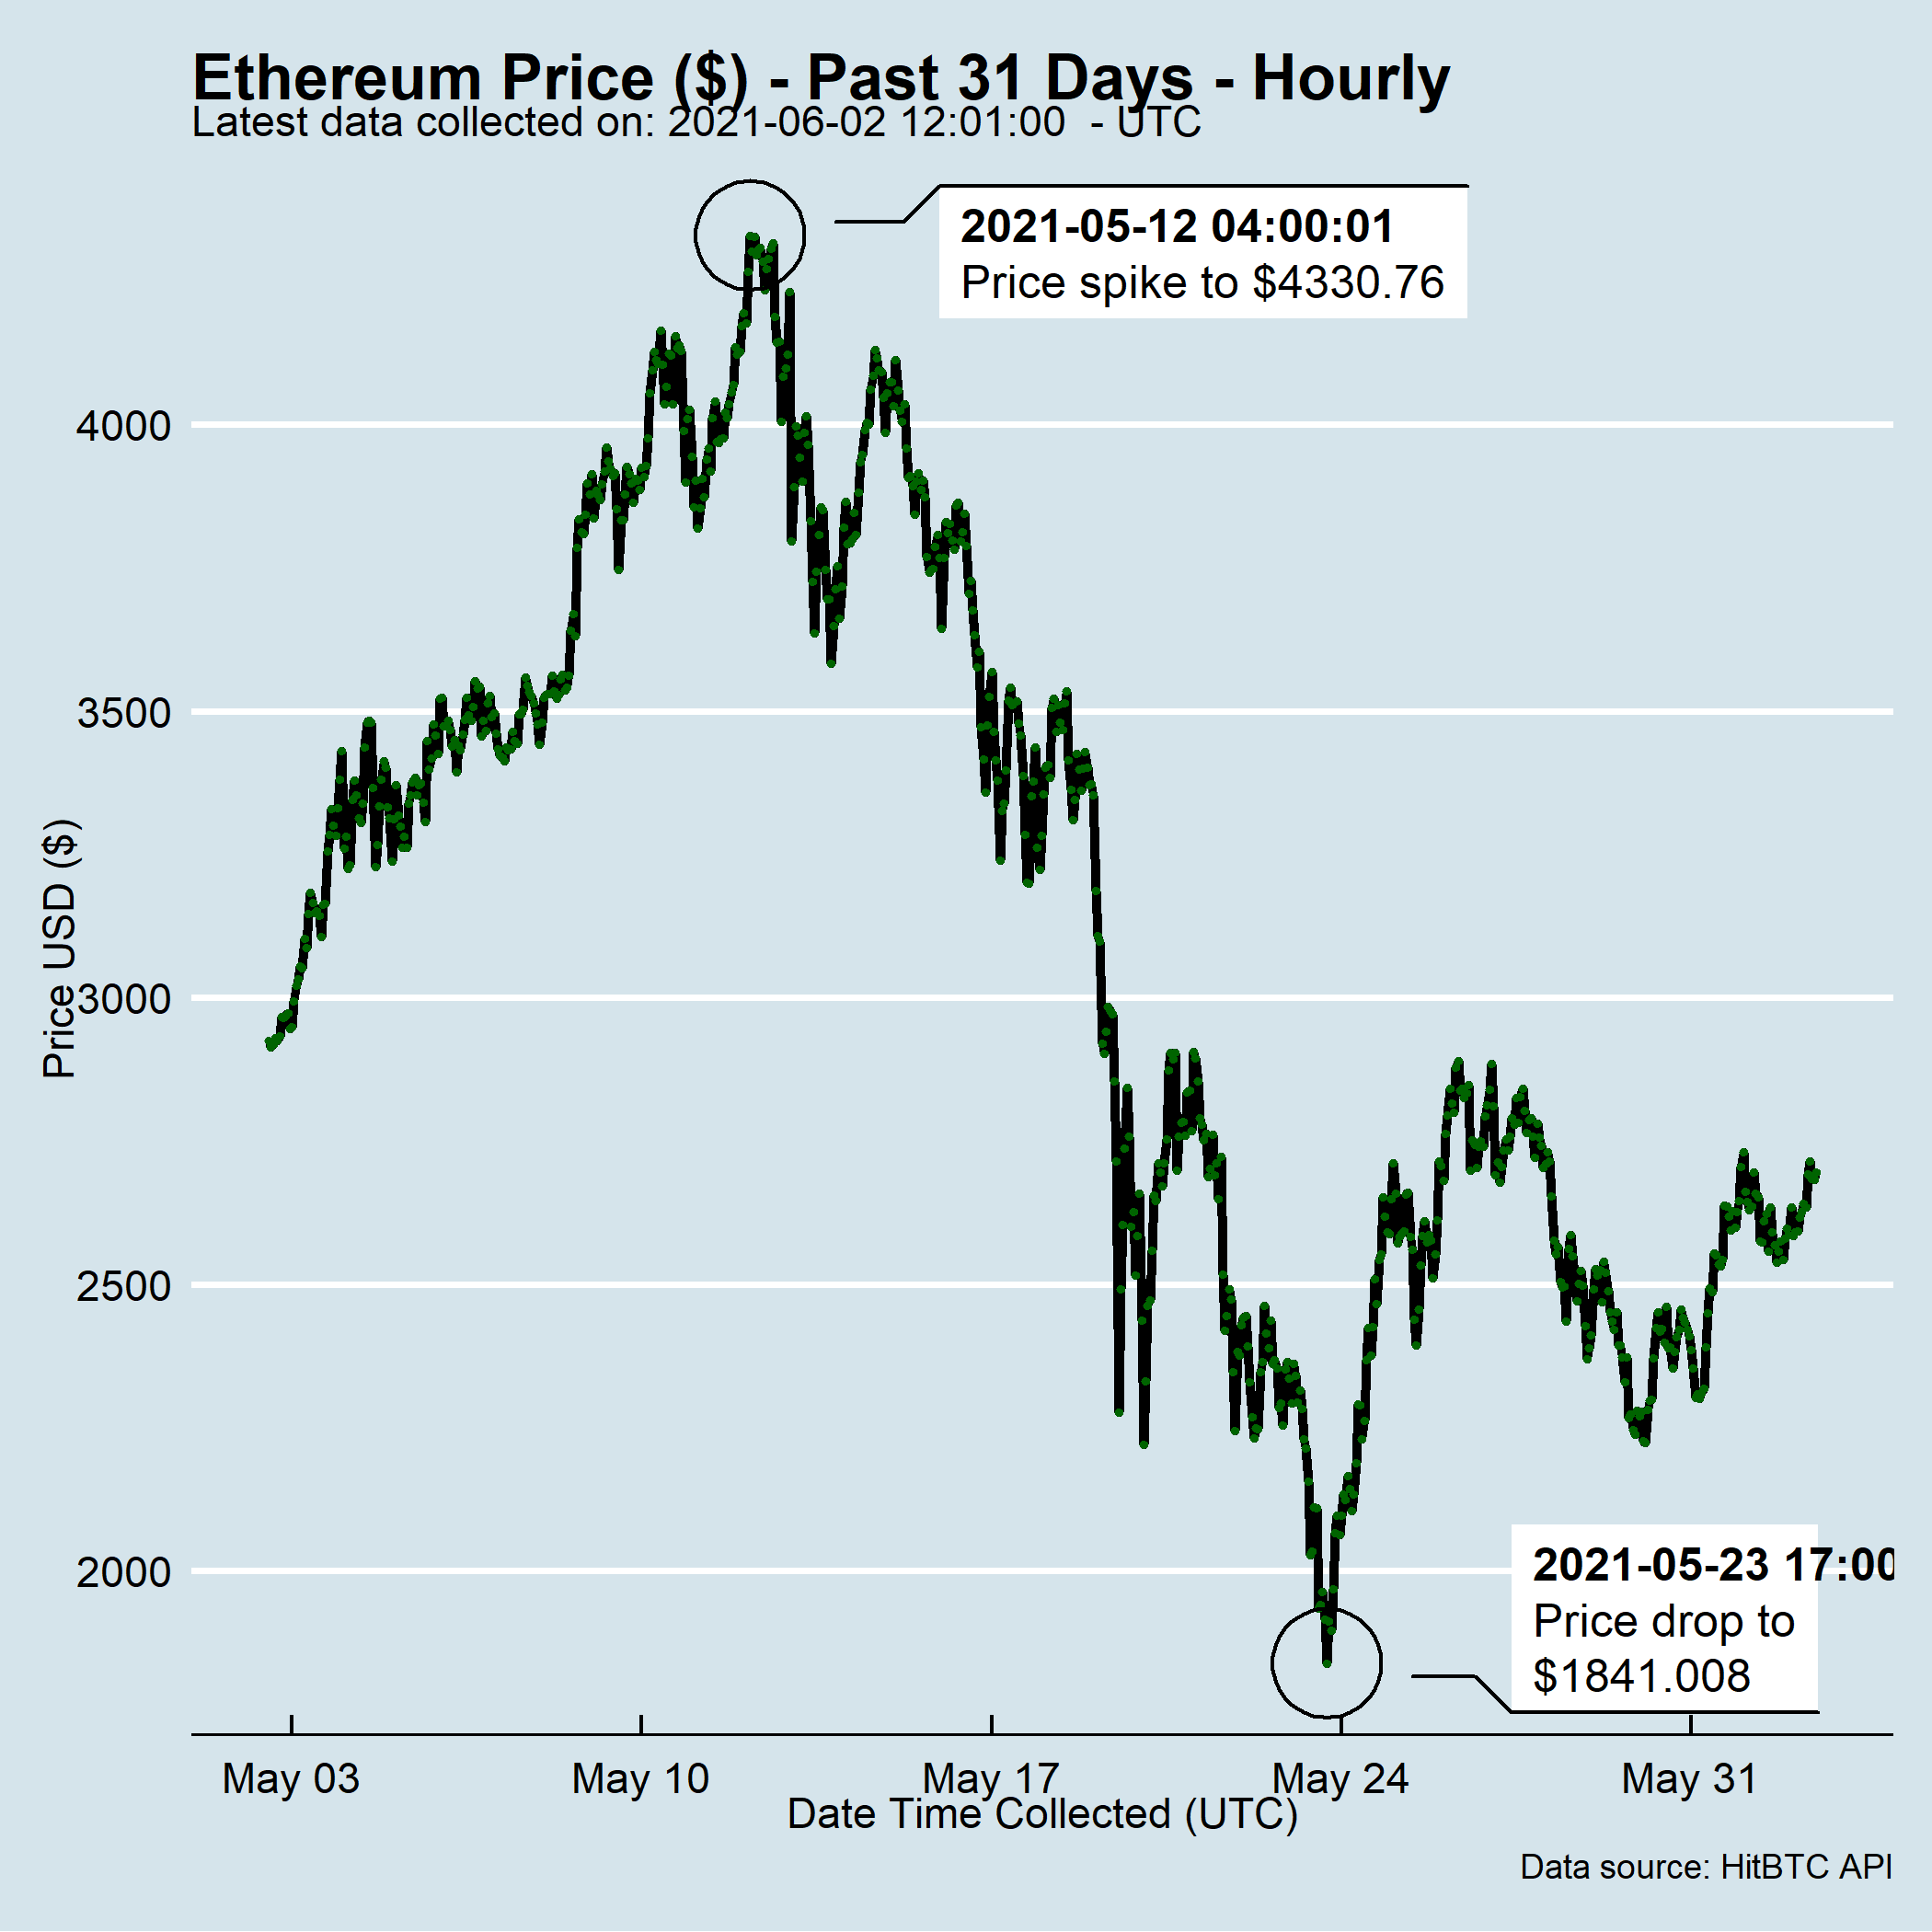 Ethereum Price ($) - Past 31 Days - Hourly
Latest data collected on: 2021-06-02 12:01:00  - UTC
2021-05-12 04:00:01
Price spike to $4330.76
4000
3500
3000
2500
2000
Price USD ($)
2021-05-23 17:00
Price drop to
$1841.008
May 03
May 10
May 17
May 24
May 31
Date Time Collected (UTC)
Data source: HitBTC API